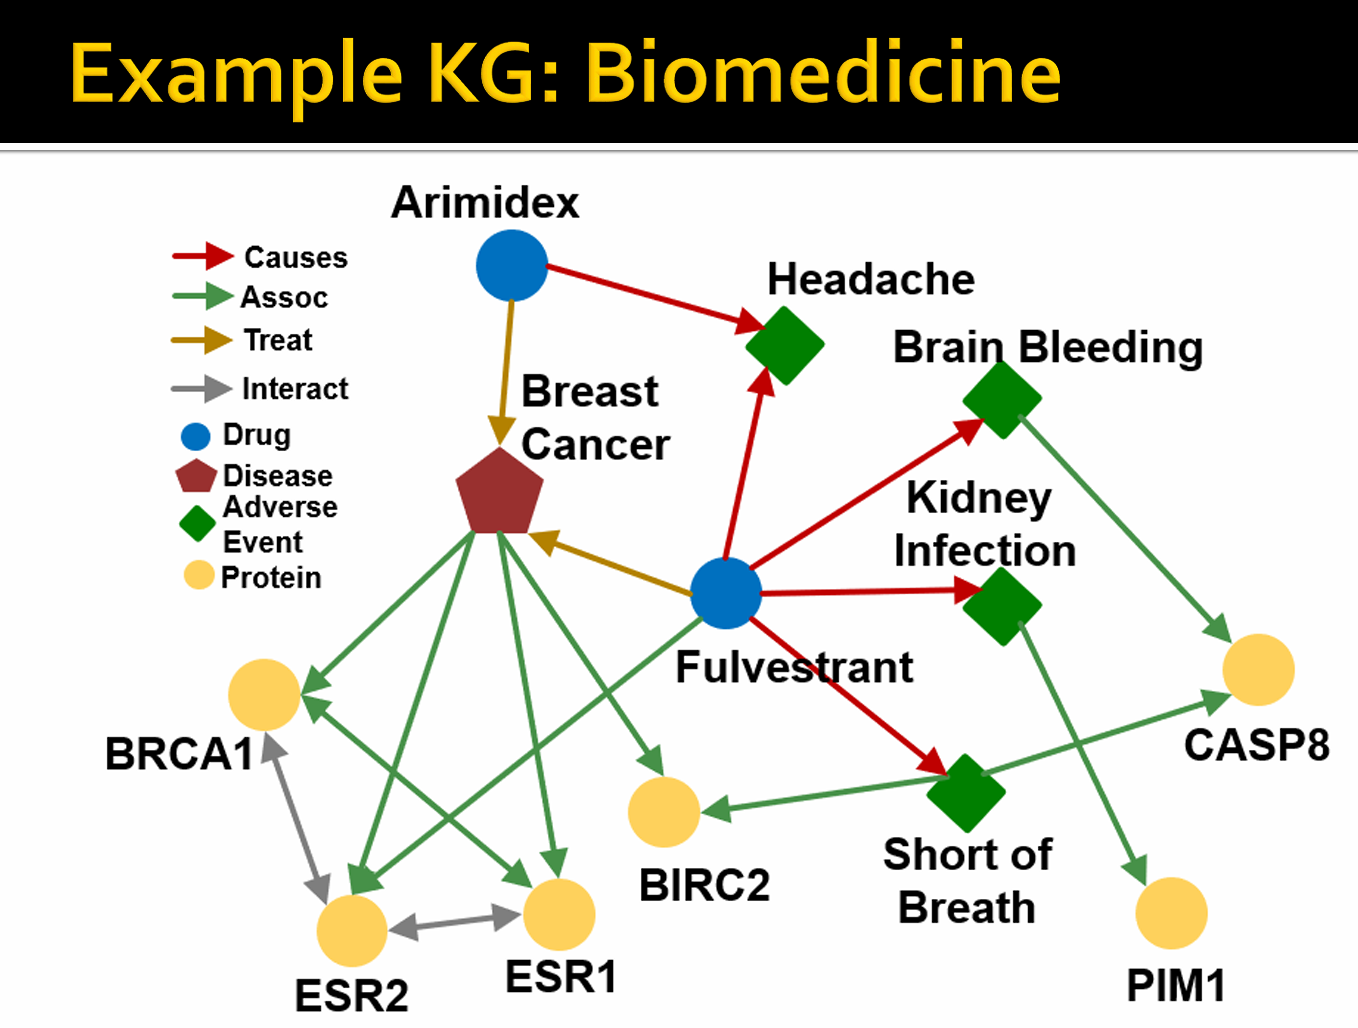 Example KG: Biomedicine
Arimidex
Causes
Assoc
Treat
Interact
Drug
Disease
Adverse
Event
Protein
Headache
Brain Bleeding
Breast
Cancer
Kidney
Infection
Fulvestrant
BRCA1
CASP8
BIRC2
Short of
Breath
ESR2
ESR1
PIM1